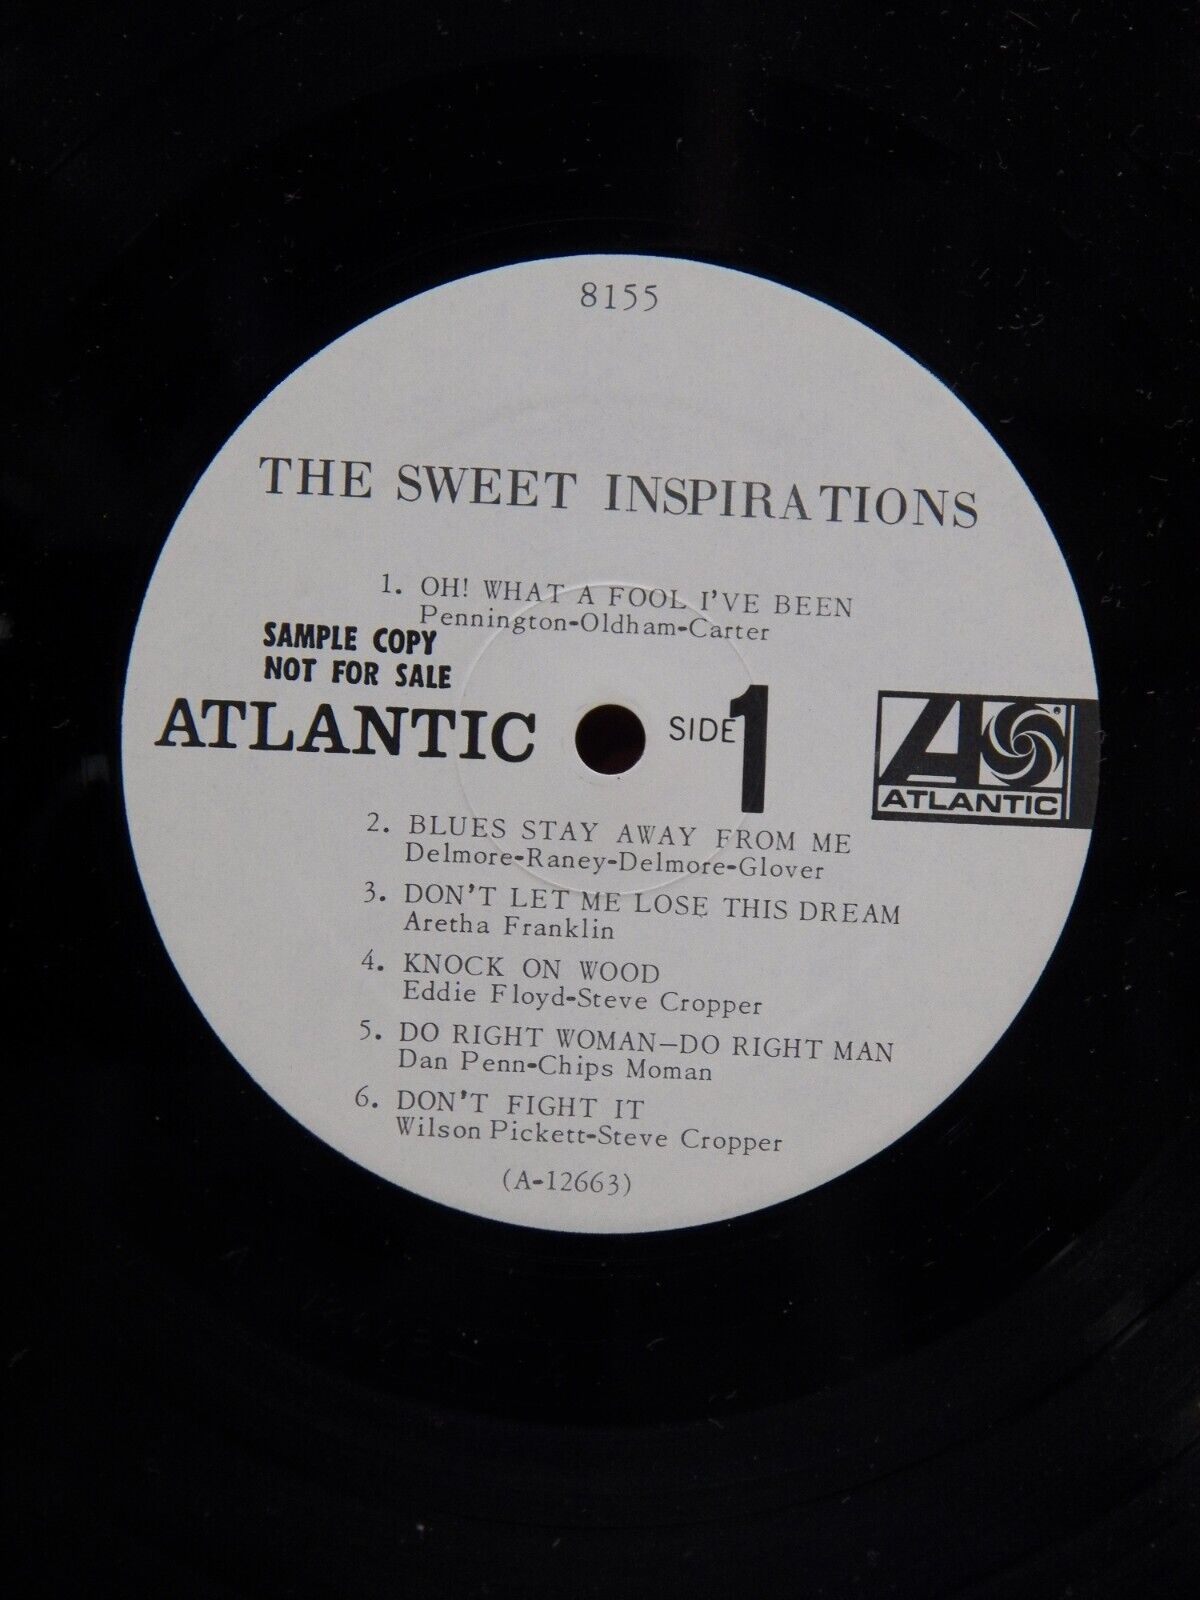 8155
THE SWEET INSPIRATIONS
1. OH! WHAT A FOOL I'VE BEEN
Pennington-Oldham-Carter
SAMPLE COPY
NOT FOR SALE
ATLANTIC
SIDE 1
ATLANTIC
®
2. BLUES STAY AWAY FROM ME
Delmore-Raney-Delmore-Glover
3. DON'T LET ME LOSE THIS DREAM
Aretha Franklin
4. KNOCK ON WOOD
Eddie Floyd-Steve Cropper
5. DO RIGHT WOMAN—DO RIGHT MAN
Dan Penn-Chips Moman
6. DON'T FIGHT IT
Wilson Pickett-Steve Cropper
(A-12663)